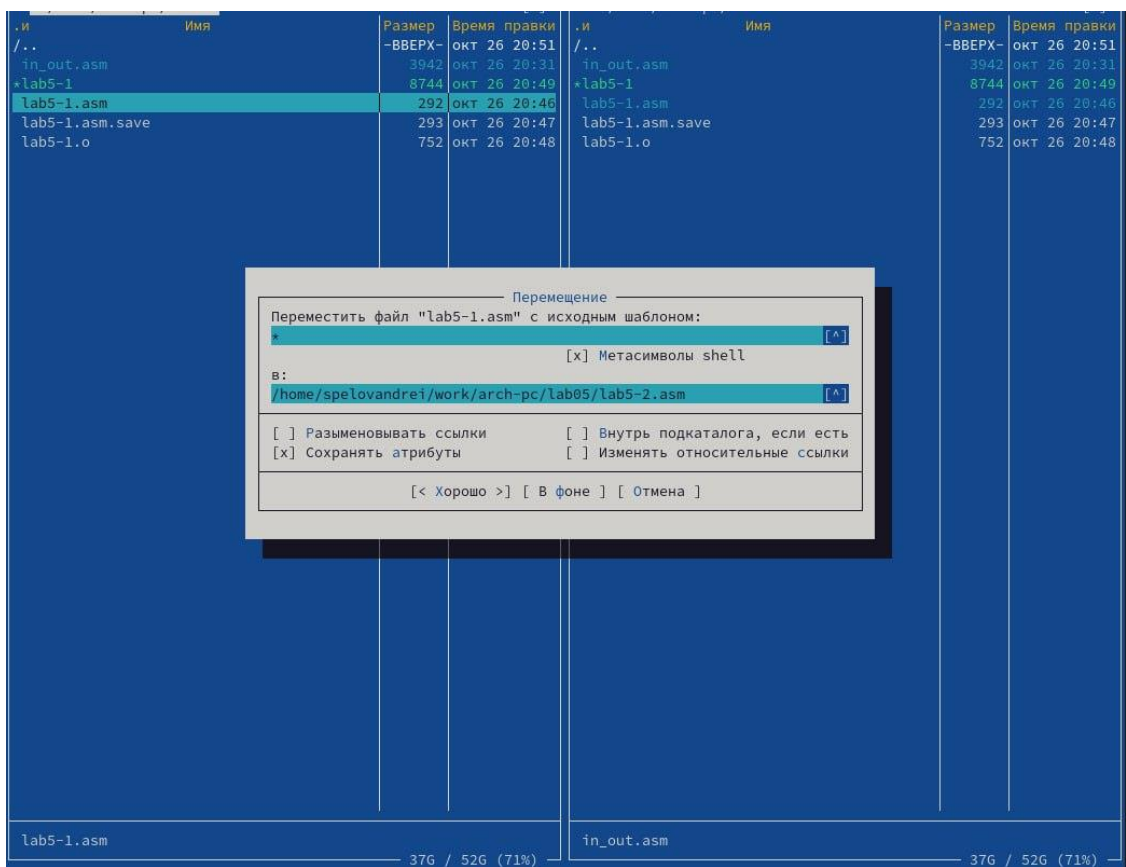 .и Имя Размер Время правки
/.. -ВВЕРХ- окт 26 20:51
in_out.asm 3942 окт 26 20:31
*lab5-1 8744 окт 26 20:49
lab5-1.asm 292 окт 26 20:46
lab5-1.asm.save 293 окт 26 20:47
lab5-1.o 752 окт 26 20:48
.и Имя Размер Время правки
/.. -ВВЕРХ- окт 26 20:51
in_out.asm 3942 окт 26 20:31
*lab5-1 8744 окт 26 20:49
lab5-1.asm 292 окт 26 20:46
lab5-1.asm.save 293 окт 26 20:47
lab5-1.o 752 окт 26 20:48
Перемещение
Переместить файл "lab5-1.asm" с исходным шаблоном:
* [^]
[x] Метасимволы shell
в:
/home/spelovandrei/work/arch-pc/lab05/lab5-2.asm [^]
[ ] Разыменовывать ссылки [ ] Внутрь подкаталога, если есть
[x] Сохранять атрибуты [ ] Изменять относительные ссылки
[< Хорошо >] [ В фоне ] [ Отмена ]
lab5-1.asm
37G / 52G (71%)
in_out.asm
37G / 52G (71%)